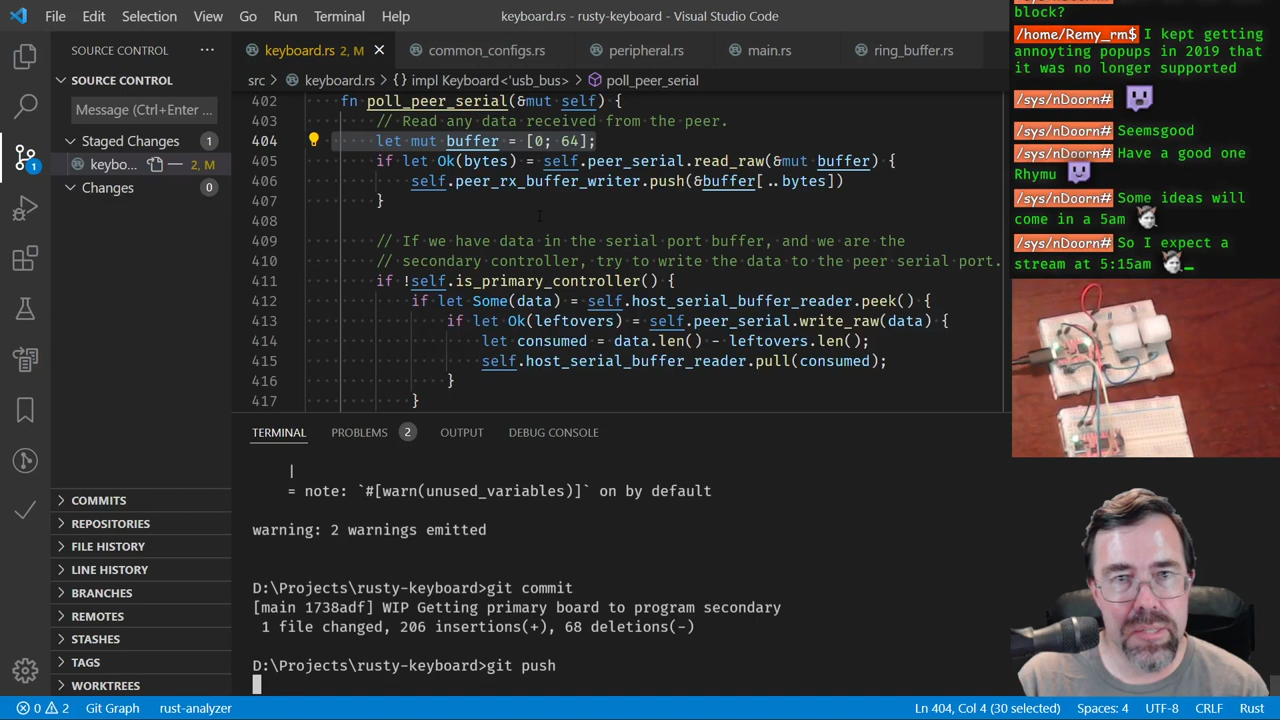 File Edit Selection View Go Run Terminal Help
keyboard.rs - rusty-keyboard - Visual Studio Code
SOURCE CONTROL
SOURCE CONTROL
Message (Ctrl+Enter ...
Staged Changes 1
keybo... 2, M
Changes 0
COMMITS
REPOSITORIES
FILE HISTORY
LINE HISTORY
BRANCHES
REMOTES
STASHES
TAGS
WORKTREES
1
keyboard.rs 2, M
common_configs.rs
peripheral.rs
main.rs
ring_buffer.rs
src > keyboard.rs > {} impl Keyboard<'usb_bus> > poll_peer_serial
402 fn poll_peer_serial(&mut self) {
403 // Read any data received from the peer.
404 let mut buffer = [0; 64];
405 if let Ok(bytes) = self.peer_serial.read_raw(&mut buffer) {
406 self.peer_rx_buffer_writer.push(&buffer[..bytes])
407 }
408
409 // If we have data in the serial port buffer, and we are the
410 // secondary controller, try to write the data to the peer serial port.
411 if !self.is_primary_controller() {
412 if let Some(data) = self.host_serial_buffer_reader.peek() {
413 if let Ok(leftovers) = self.peer_serial.write_raw(data) {
414 let consumed = data.len() - leftovers.len();
415 self.host_serial_buffer_reader.pull(consumed);
416 }
417 }
TERMINAL PROBLEMS 2 OUTPUT DEBUG CONSOLE
|
= note: `#[warn(unused_variables)]` on by default
warning: 2 warnings emitted
D:\Projects\rusty-keyboard>git commit
[main 1738adf] WIP Getting primary board to program secondary
1 file changed, 206 insertions(+), 68 deletions(-)
D:\Projects\rusty-keyboard>git push
0 2 Git Graph rust-analyzer
Ln 404, Col 4 (30 selected) Spaces: 4 UTF-8 CRLF Rust
block?
/home/Remy_rm$ I kept getting
annoyting popups in 2019 that
it was no longer supported
/sys/nDoorn#
/sys/nDoorn# Seemsgood
/sys/nDoorn# Have a good one
Rhymu
/sys/nDoorn# Some ideas will
come in a 5am
/sys/nDoorn# So I expect a
stream at 5:15am